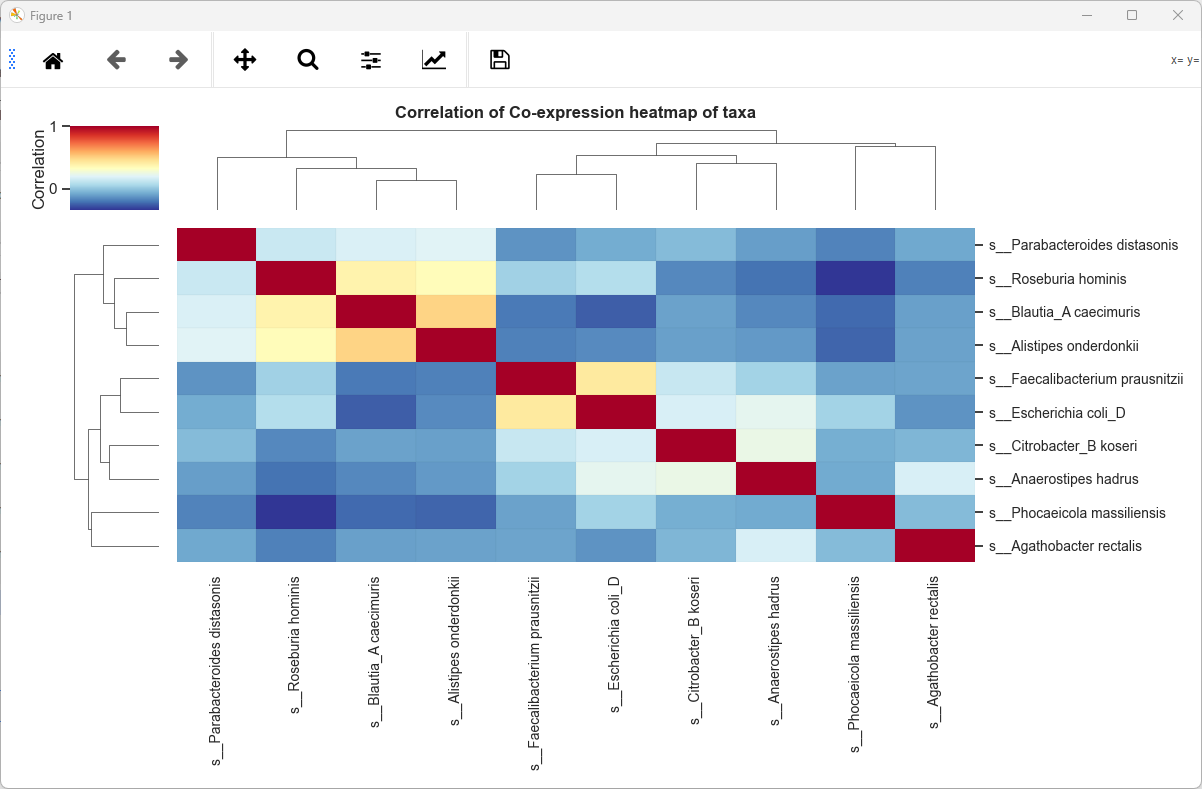 Figure 1
x= y=
Correlation of Co-expression heatmap of taxa
Correlation
1
0
s__Parabacteroides distasonis
s__Roseburia hominis
s__Blautia_A caecimuris
s__Alistipes onderdonkii
s__Faecalibacterium prausnitzii
s__Escherichia coli_D
s__Citrobacter_B koseri
s__Anaerostipes hadrus
s__Phocaeicola massiliensis
s__Agathobacter rectalis
s__Parabacteroides distasonis
s__Roseburia hominis
s__Blautia_A caecimuris
s__Alistipes onderdonkii
s__Faecalibacterium prausnitzii
s__Escherichia coli_D
s__Citrobacter_B koseri
s__Anaerostipes hadrus
s__Phocaeicola massiliensis
s__Agathobacter rectalis